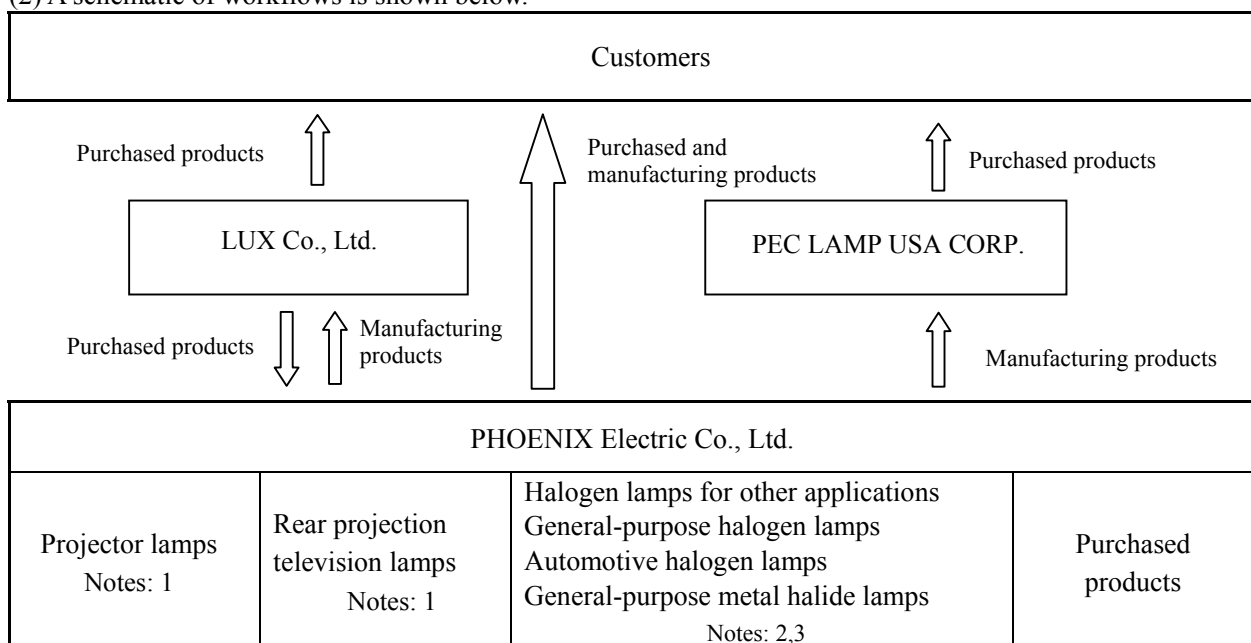 (2) A schematic of workflows is shown below.
Customers
Purchased products
Purchased and
manufacturing products
Purchased products
LUX Co., Ltd.
PEC LAMP USA CORP.
Purchased products
Manufacturing
products
Manufacturing products
PHOENIX Electric Co., Ltd.
Projector lamps
Notes: 1
Rear projection
television lamps
Notes: 1
Halogen lamps for other applications
General-purpose halogen lamps
Automotive halogen lamps
General-purpose metal halide lamps
Notes: 2,3
Purchased
products